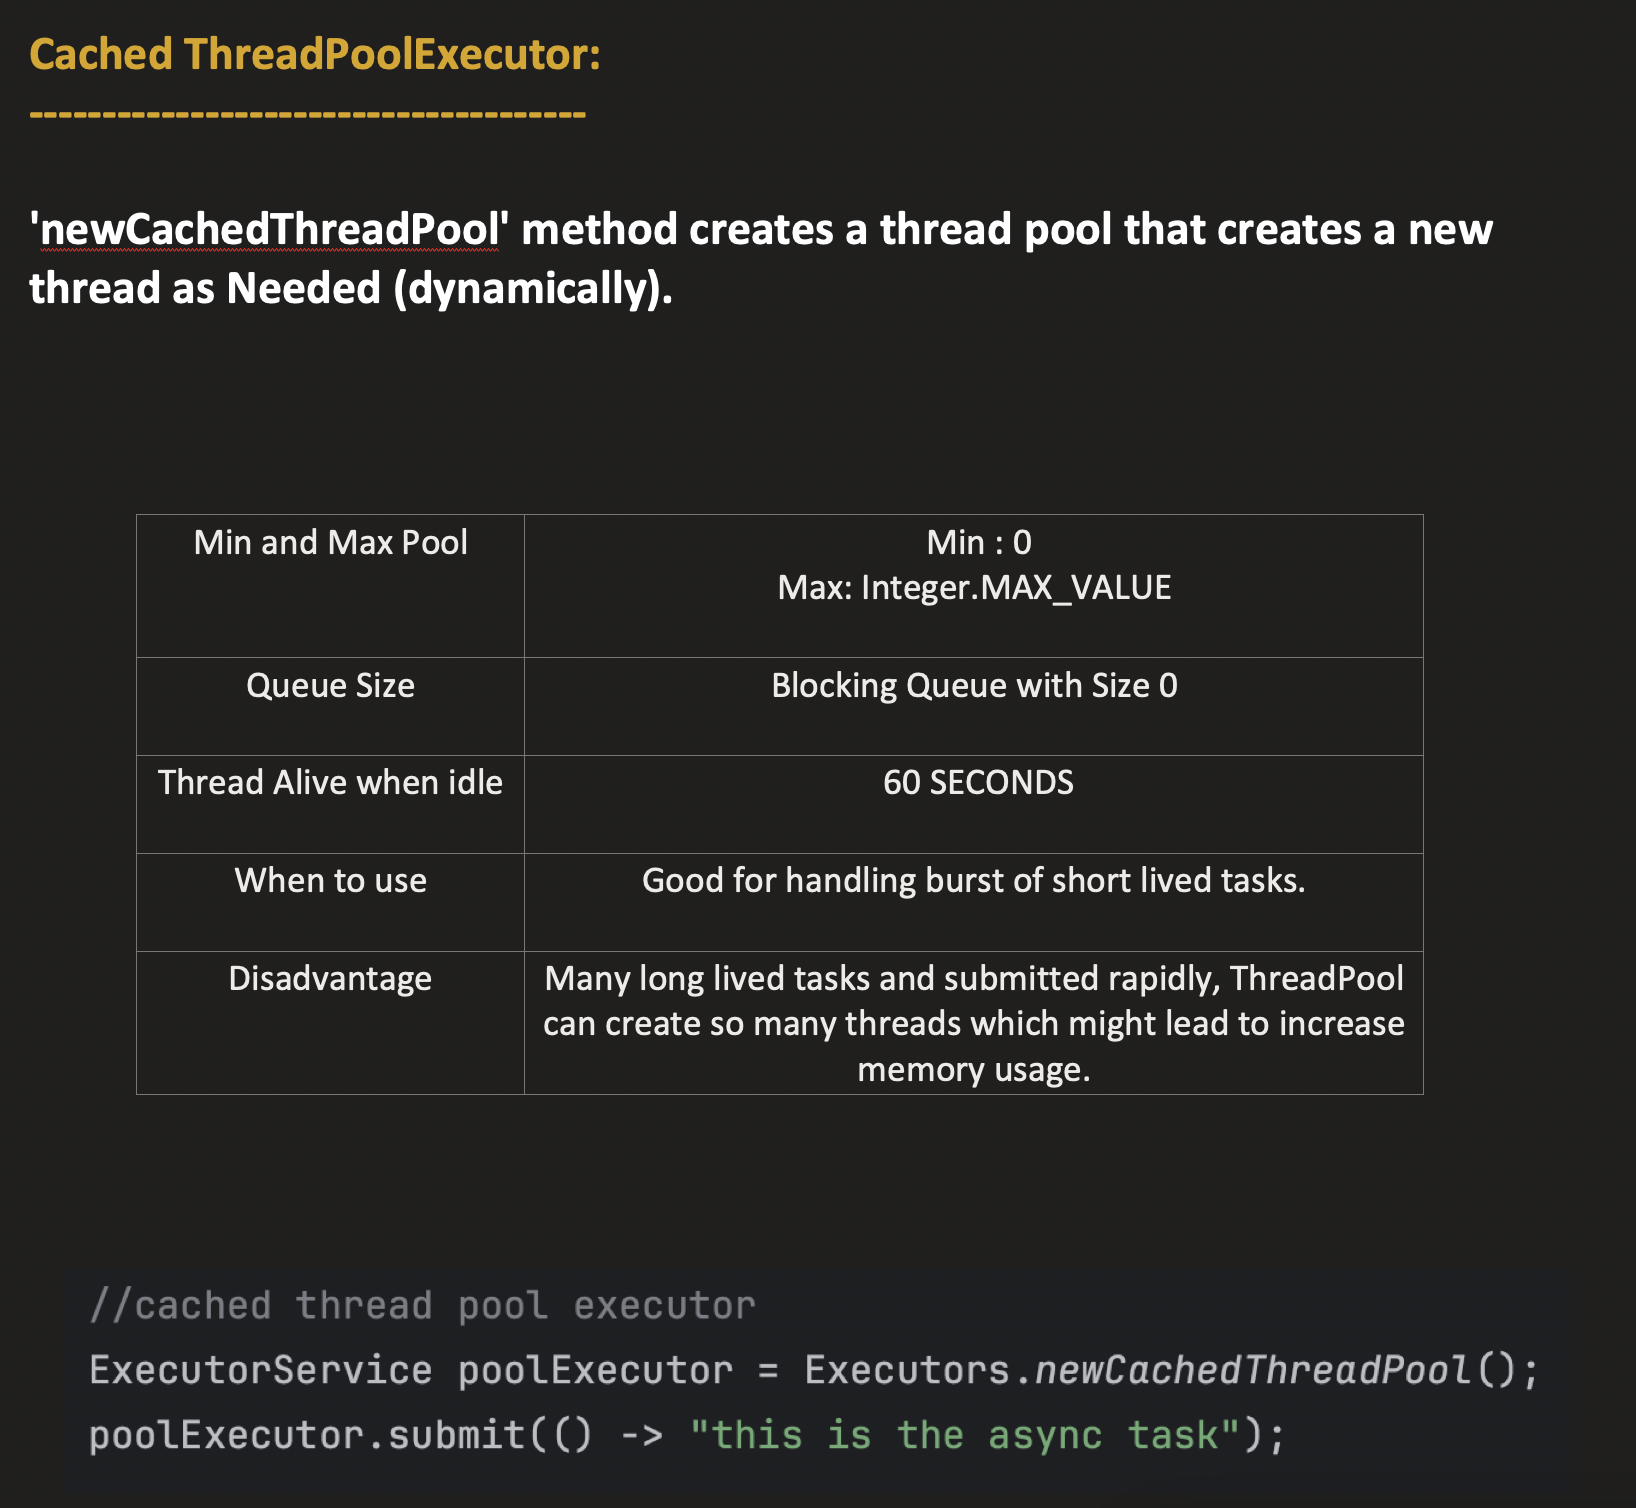 Cached ThreadPoolExecutor:
--------------------------------------
'newCachedThreadPool' method creates a thread pool that creates a new
thread as Needed (dynamically).
Min and Max Pool
Min : 0
Max: Integer.MAX_VALUE
Queue Size
Blocking Queue with Size 0
Thread Alive when idle
60 SECONDS
When to use
Good for handling burst of short lived tasks.
Disadvantage
Many long lived tasks and submitted rapidly, ThreadPool
can create so many threads which might lead to increase
memory usage.
//cached thread pool executor
ExecutorService poolExecutor = Executors.newCachedThreadPool();
poolExecutor.submit(() -> "this is the async task");